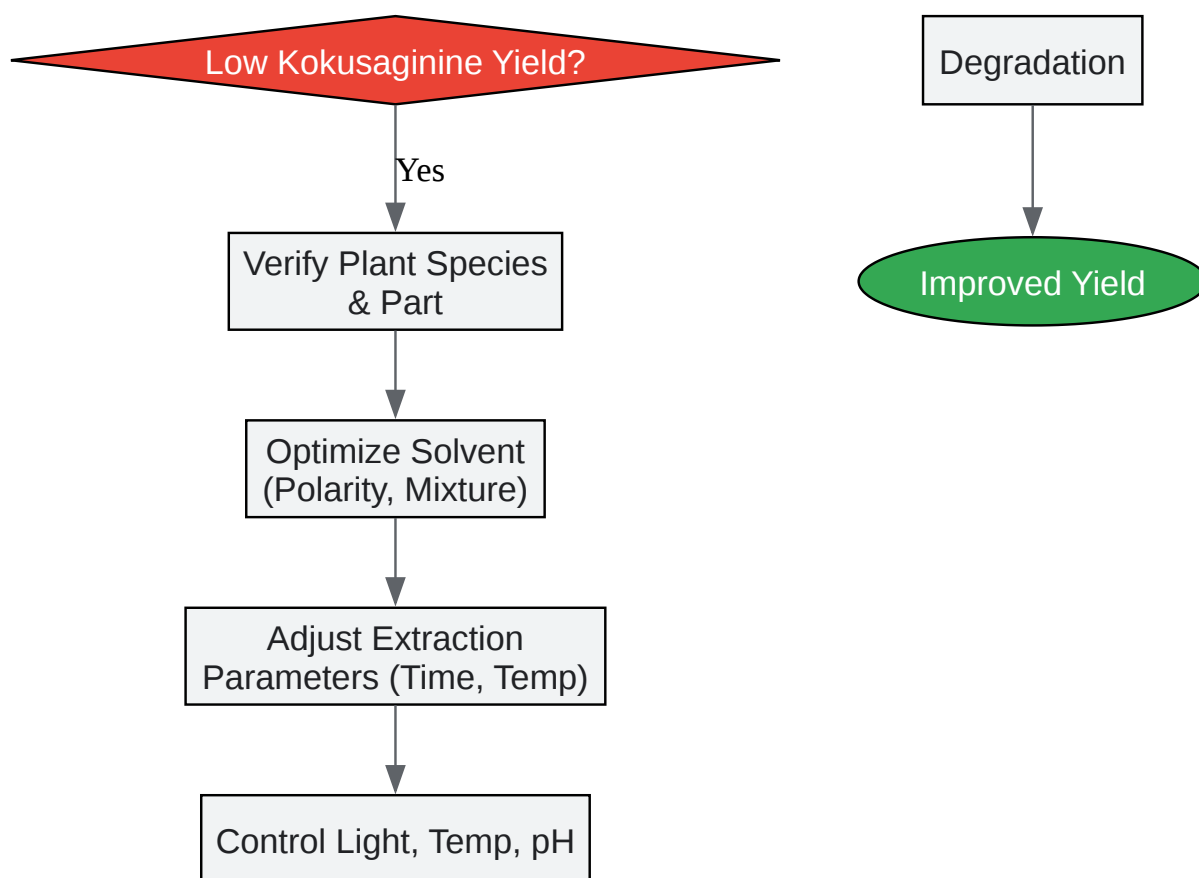 Low Kokusaginine Yield?
Yes
Verify Plant Species
& Part
Optimize Solvent
(Polarity, Mixture)
Adjust Extraction
Parameters (Time, Temp)
Control Light, Temp, pH
Degradation
Improved Yield